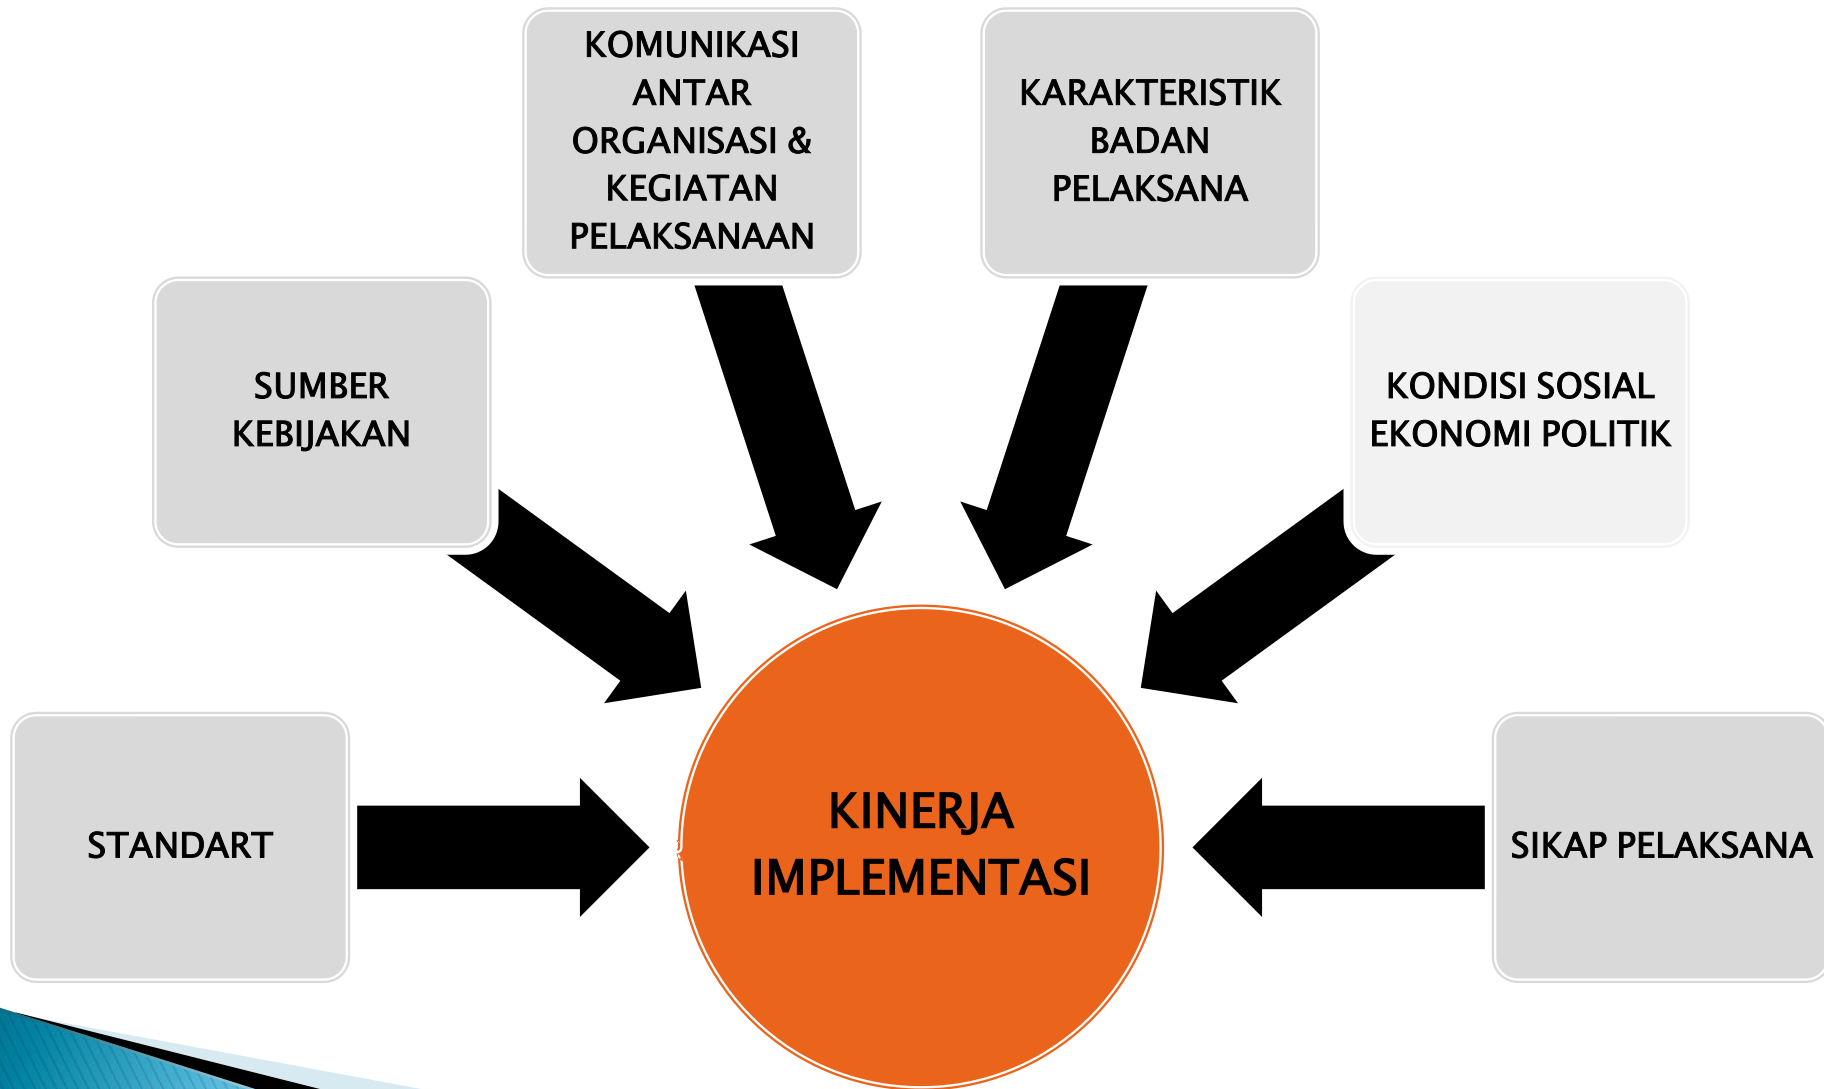 KOMUNIKASI
ANTAR
ORGANISASI &
KEGIATAN
PELAKSANAAN
KARAKTERISTIK
BADAN
PELAKSANA
SUMBER
KEBIJAKAN
KONDISI SOSIAL
EKONOMI POLITIK
STANDART
KINERJA
IMPLEMENTASI
SIKAP PELAKSANA